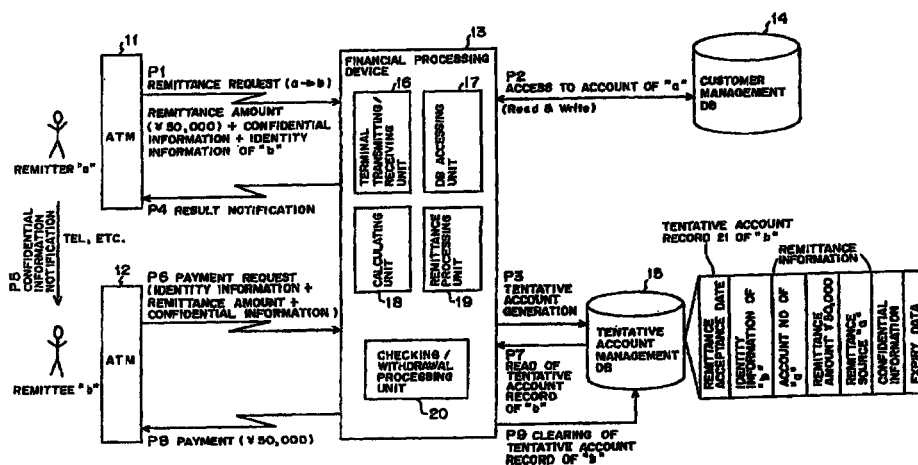 11
ATM
REMITTER "a"
P1
REMITTANCE REQUEST (a→b)
REMITTANCE AMOUNT
(¥50,000) + CONFIDENTIAL
INFORMATION + IDENTITY
INFORMATION OF "b"
P4 RESULT NOTIFICATION
P5
CONFIDENTIAL
INFORMATION
NOTIFICATION
TEL, ETC.
12
ATM
REMITTEE "b"
P6 PAYMENT REQUEST
(IDENTITY INFORMATION +
REMITTANCE AMOUNT +
CONFIDENTIAL INFORMATION)
P8 PAYMENT (¥50,000)
13
FINANCIAL PROCESSING
DEVICE
16
TERMINAL
TRANSMITTING/
RECEIVING
UNIT
17
DB ACCESSING
UNIT
CALCULATING
UNIT
18
REMITTANCE
PROCESSING
UNIT
19
CHECKING/
WITHDRAWAL
PROCESSING
UNIT
20
P2
ACCESS TO ACCOUNT OF "a"
(Read & Write)
14
CUSTOMER
MANAGEMENT
DB
P3
TENTATIVE
ACCOUNT
GENERATION
P7
READ OF
TENTATIVE
ACCOUNT
RECORD
OF "b"
P9 CLEARING OF
TENTATIVE ACCOUNT
RECORD OF "b"
15
TENTATIVE
ACCOUNT
MANAGEMENT
DB
TENTATIVE ACCOUNT
RECORD 21 OF "b"
REMITTANCE
INFORMATION
REMITTANCE
ACCEPTANCE DATE
IDENTITY
INFORMATION OF
"b"
ACCOUNT NO OF
"a"
REMITTANCE
AMOUNT ¥50,000
REMITTANCE
SOURCE "a"
CONFIDENTIAL
INFORMATION
EXPIRY DATA